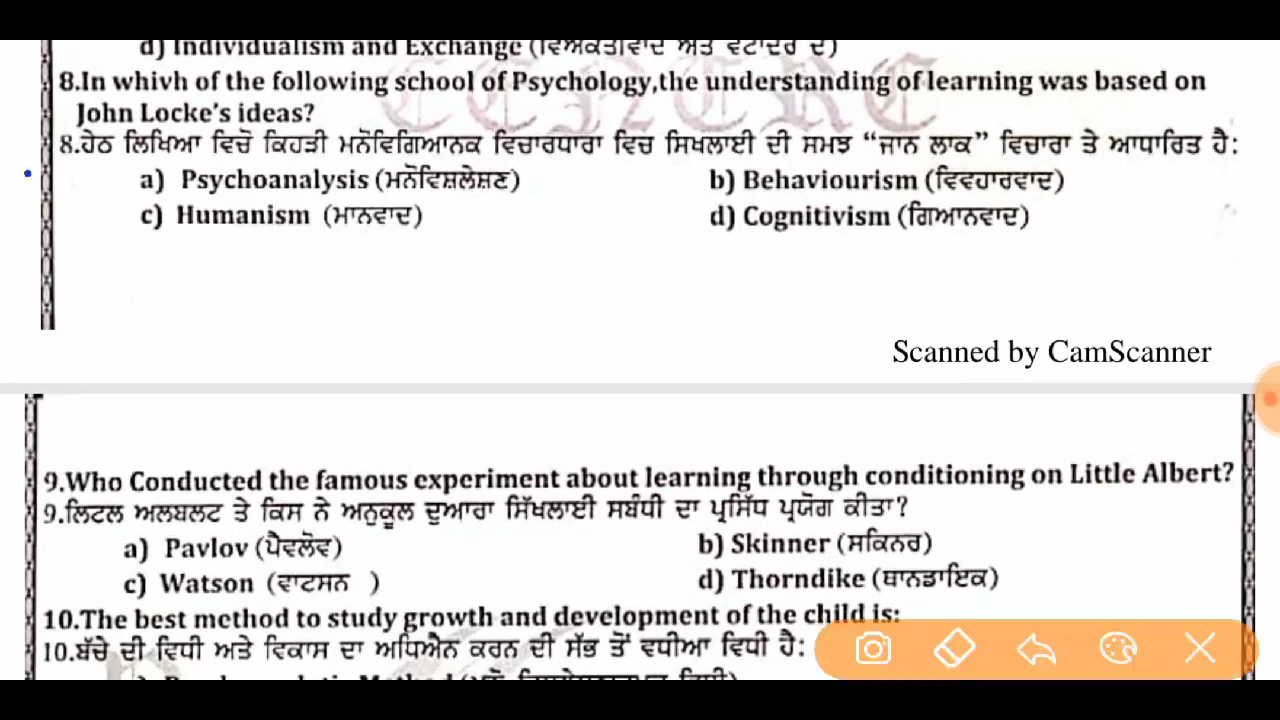 d) Individualism and Exchange (ਵਿਅਕਤੀਵਾਦ ਅਤੇ ਵਟਾਂਦਰੇ ਦੇ)
8.In whivh of the following school of Psychology,the understanding of learning was based on
John Locke's ideas?
8.ਹੇਠ ਲਿਖਿਆ ਵਿਚੋ ਕਿਹੜੀ ਮਨੋਵਿਗਿਆਨਕ ਵਿਚਾਰਧਾਰਾ ਵਿਚ ਸਿਖਲਾਈ ਦੀ ਸਮਝ “ਜਾਨ ਲਾਕ” ਵਿਚਾਰਾ ਤੇ ਆਧਾਰਿਤ ਹੈ:
a) Psychoanalysis (ਮਨੋਵਿਸ਼ਲੇਸ਼ਣ) b) Behaviourism (ਵਿਵਹਾਰਵਾਦ)
c) Humanism (ਮਾਨਵਾਦ) d) Cognitivism (ਗਿਆਨਵਾਦ)
Scanned by CamScanner
9.Who Conducted the famous experiment about learning through conditioning on Little Albert?
9.ਲਿਟਲ ਅਲਬਲਟ ਤੇ ਕਿਸ ਨੇ ਅਨੁਕੂਲ ਦੁਆਰਾ ਸਿੱਖਲਾਈ ਸਬੰਧੀ ਦਾ ਪ੍ਰਸਿੱਧ ਪ੍ਰਯੋਗ ਕੀਤਾ?
a) Pavlov (ਪੈਵਲੋਵ) b) Skinner (ਸਕਿਨਰ)
c) Watson (ਵਾਟਸਨ ) d) Thorndike (ਥਾਨਡਾਇਕ)
10.The best method to study growth and development of the child is:
10.ਬੱਚੇ ਦੀ ਵਿਧੀ ਅਤੇ ਵਿਕਾਸ ਦਾ ਅਧਿਐਨ ਕਰਨ ਦੀ ਸੱਭ ਤੋਂ ਵਧੀਆ ਵਿਧੀ ਹੈ: